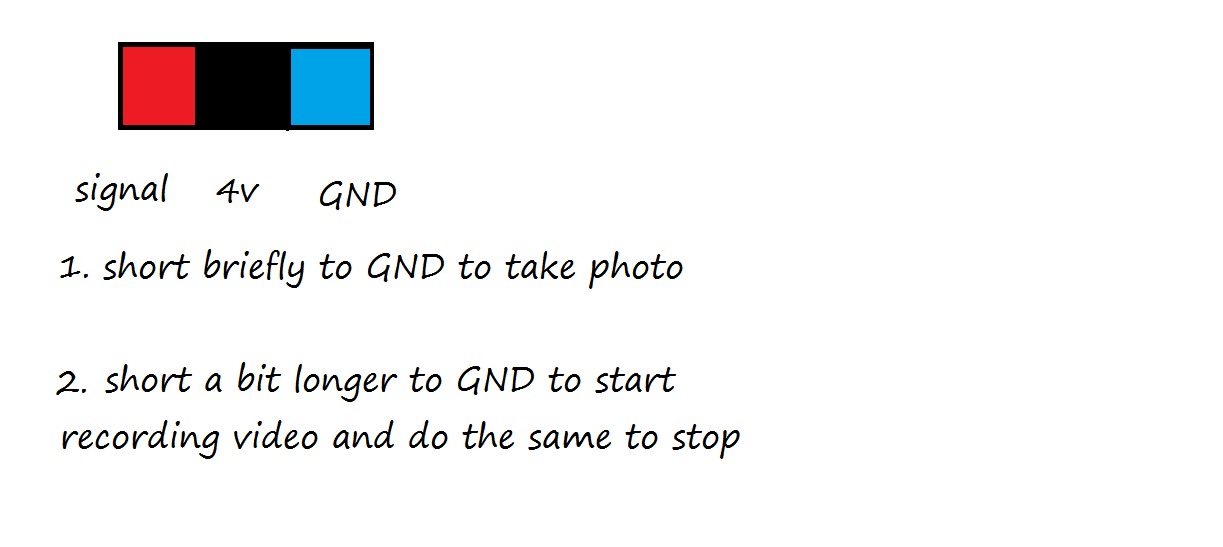 signal 4v GND
1. short briefly to GND to take photo
2. short a bit longer to GND to start
recording video and do the same to stop